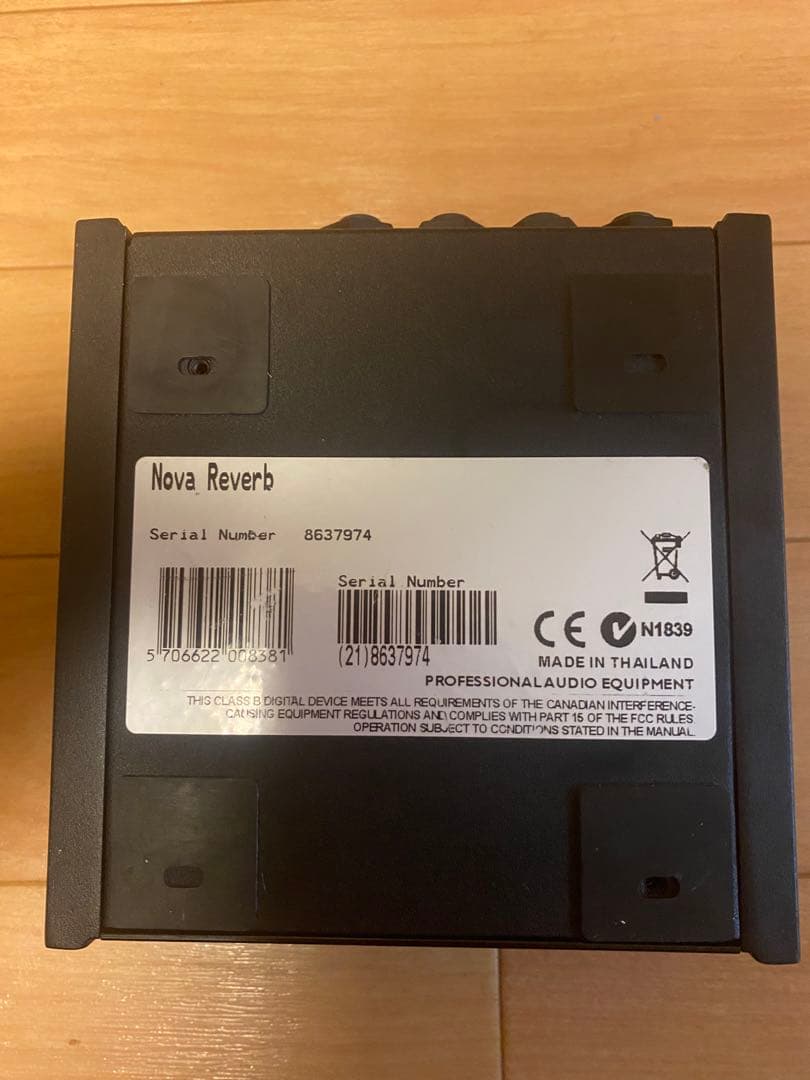 Nova Reverb
Serial Number 8637974
Serial Number
5 706622 008381
(21)8637974
CE N1839
MADE IN THAILAND
PROFESSIONAL AUDIO EQUIPMENT
THIS CLASS B DIGITAL DEVICE MEETS ALL REQUIREMENTS OF THE CANADIAN INTERFERENCE-
CAUSING EQUIPMENT REGULATIONS AND COMPLIES WITH PART 15 OF THE FCC RULES.
OPERATION SUBJECT TO CONDITIONS STATED IN THE MANUAL.